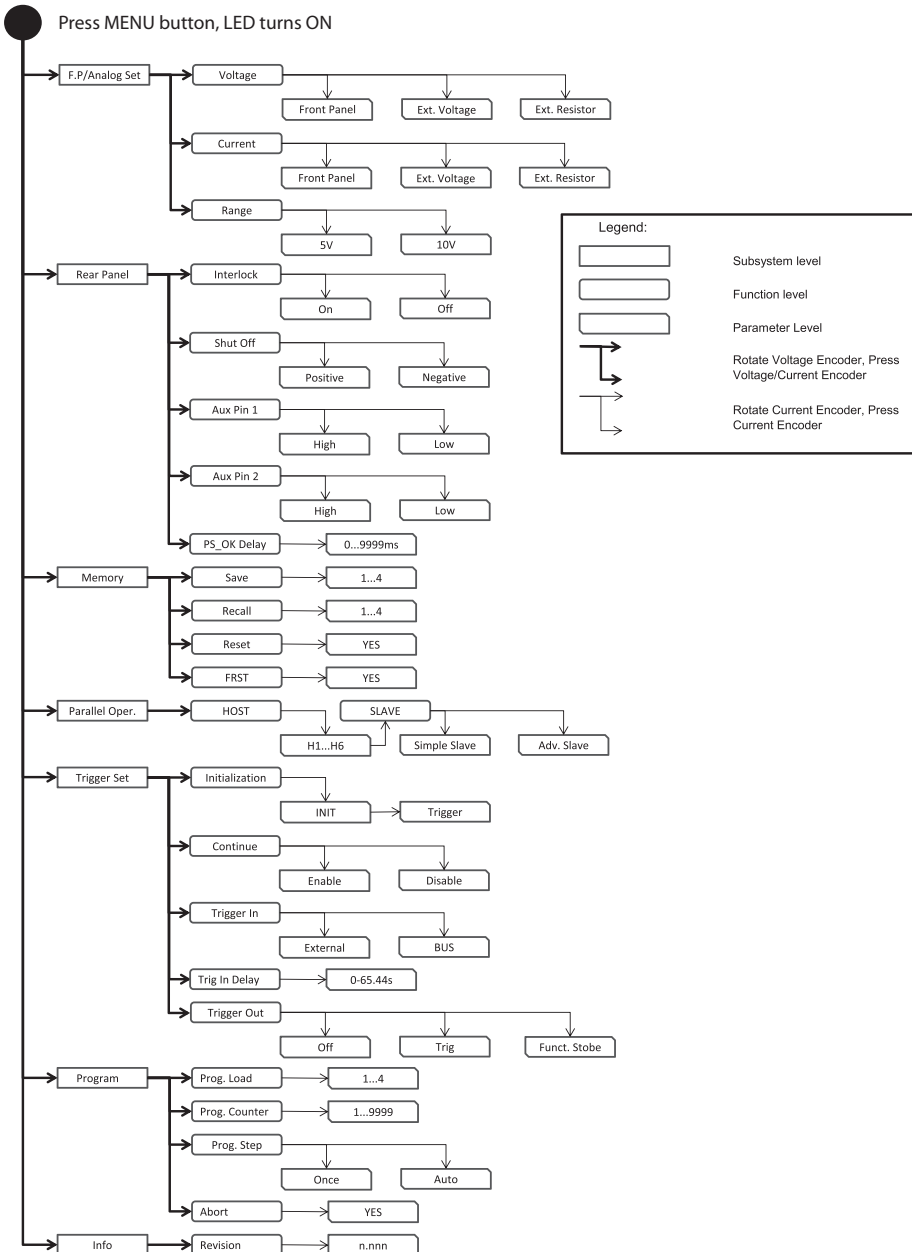 Press MENU button, LED turns ON
F.P/Analog Set
Voltage
Front Panel
Ext. Voltage
Ext. Resistor
Current
Front Panel
Ext. Voltage
Ext. Resistor
Range
5V
10V
Legend:
Subsystem level
Function level
Parameter Level
Rotate Voltage Encoder, Press
Voltage/Current Encoder
Rotate Current Encoder, Press
Current Encoder
Rear Panel
Interlock
On
Off
Shut Off
Positive
Negative
Aux Pin 1
High
Low
Aux Pin 2
High
Low
PS_OK Delay
0...9999ms
Memory
Save
1...4
Recall
1...4
Reset
YES
FRST
YES
Parallel Oper.
HOST
SLAVE
H1...H6
Simple Slave
Adv. Slave
Trigger Set
Initialization
INIT
Trigger
Continue
Enable
Disable
Trigger In
External
BUS
Trig In Delay
0-65.44s
Trigger Out
Off
Trig
Funct. Stobe
Program
Prog. Load
1...4
Prog. Counter
1...9999
Prog. Step
Once
Auto
Abort
YES
Info
Revision
n.nnn